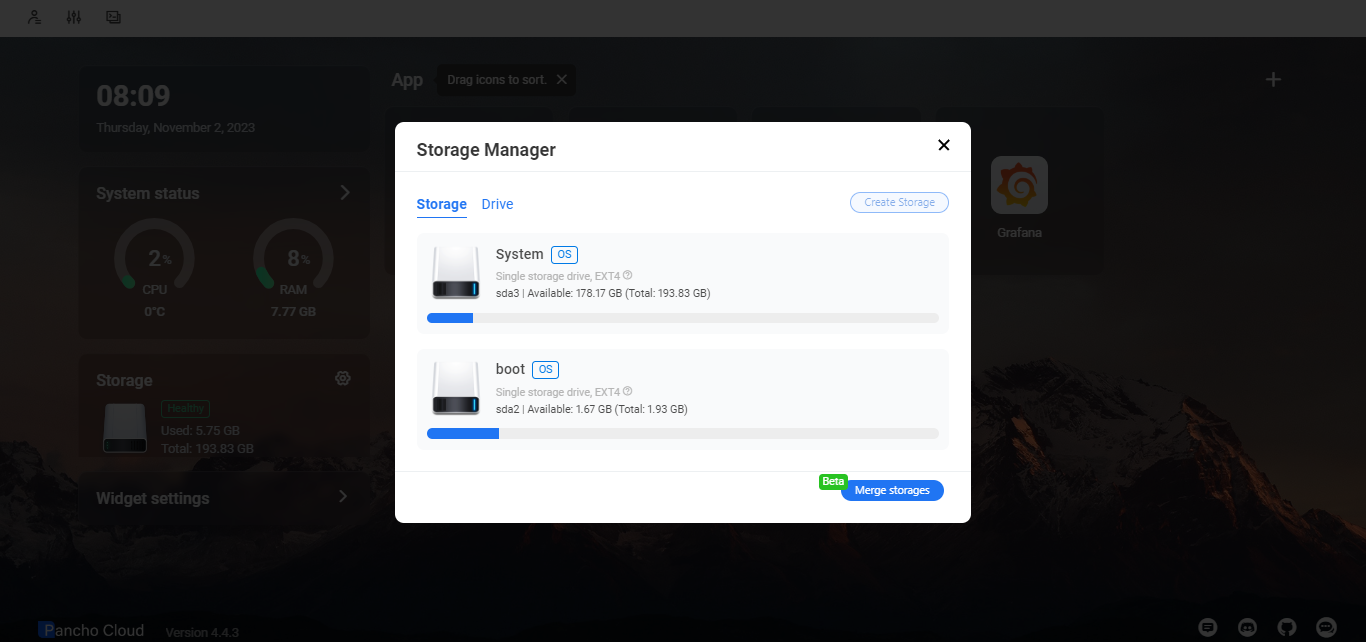 08:09
Thursday, November 2, 2023
System status
2%
CPU
0°C
8%
RAM
7.77 GB
Storage
Healthy
Used: 5.75 GB
Total: 193.83 GB
Widget settings
App
Drag icons to sort.
Grafana
Storage Manager
Storage
Drive
Create Storage
System OS
Single storage drive, EXT4
sda3 | Available: 178.17 GB (Total: 193.83 GB)
boot OS
Single storage drive, EXT4
sda2 | Available: 1.67 GB (Total: 1.93 GB)
Beta
Merge storages
Pancho Cloud
Version 4.4.3